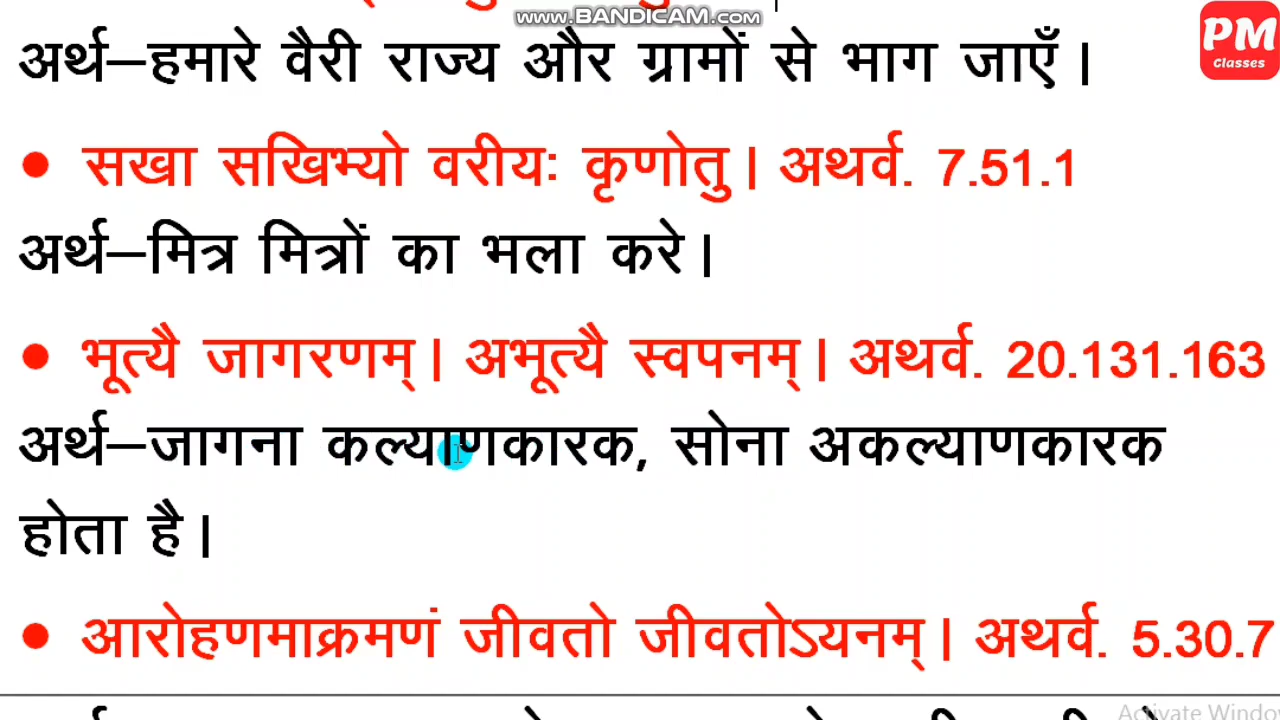 www.BANDICAM.com
PM
Classes
अर्थ–हमारे वैरी राज्य और ग्रामों से भाग जाएँ।
• सखा सखिभ्यो वरीयः कृणोतु। अथर्व. 7.51.1
अर्थ–मित्र मित्रों का भला करे।
• भूत्यै जागरणम्। अभूत्यै स्वपनम्। अथर्व. 20.131.163
अर्थ–जागना कल्याणकारक, सोना अकल्याणकारक
होता है।
• आरोहणमाक्रमणं जीवतो जीवतोऽयनम्। अथर्व. 5.30.7
Activate Windo